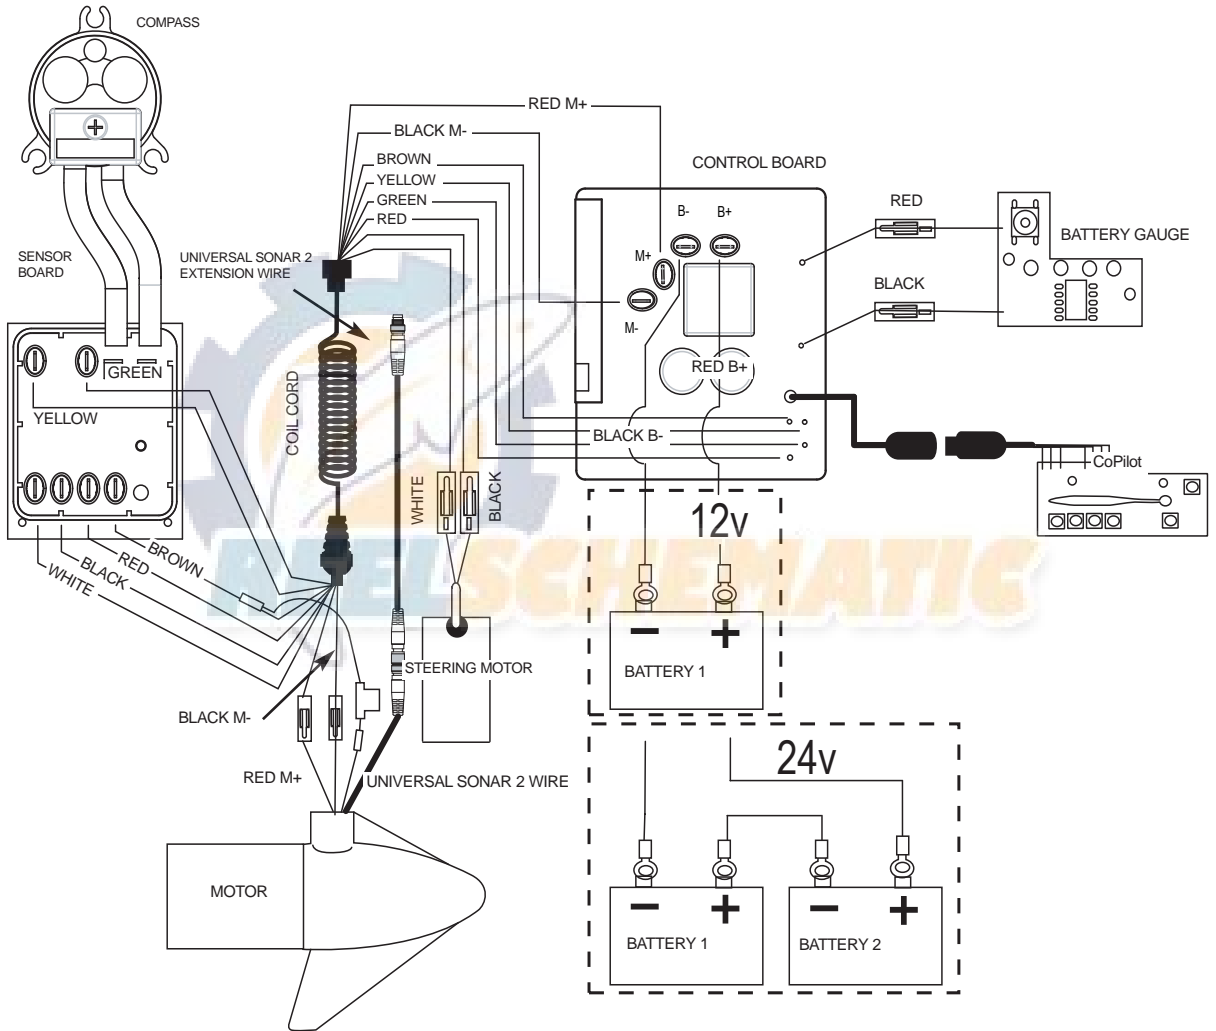 COMPASS
RED M+
BLACK M-
BROWN
YELLOW
GREEN
RED
CONTROL BOARD
B-
B+
M+
M-
RED B+
RED
BLACK
BATTERY GAUGE
SENSOR
BOARD
UNIVERSAL SONAR 2
EXTENSION WIRE
GREEN
YELLOW
COIL CORD
BLACK B-
CoPilot
WHITE
BLACK
12v
BROWN
RED
BLACK
WHITE
REELSCHEMATIC
STEERING MOTOR
BATTERY 1
BLACK M-
RED M+
UNIVERSAL SONAR 2 WIRE
24v
MOTOR
BATTERY 1
BATTERY 2